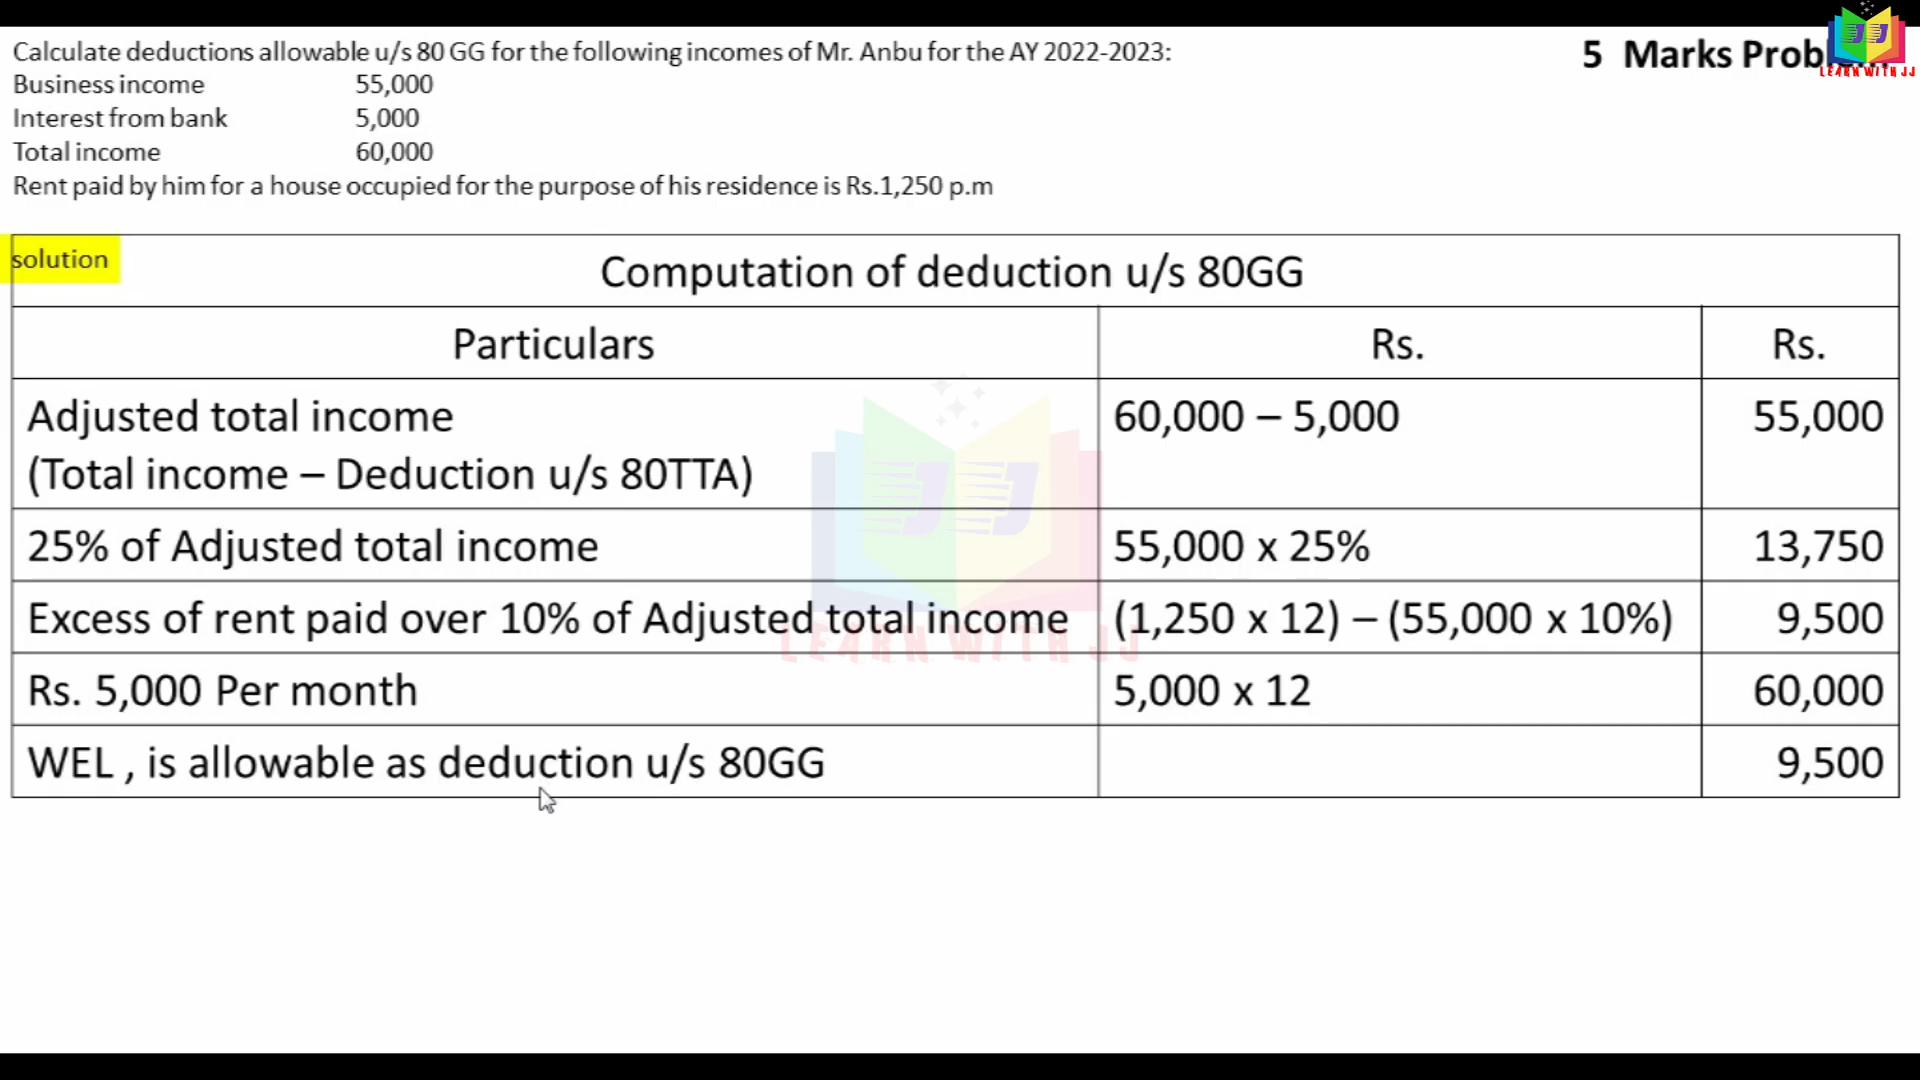 Calculate deductions allowable u/s 80 GG for the following incomes of Mr. Anbu for the AY 2022-2023:
5 Marks
LEARN WITH JJ
Business income 55,000
Interest from bank 5,000
Total income 60,000
Rent paid by him for a house occupied for the purpose of his residence is Rs.1,250 p.m
solution
Computation of deduction u/s 80GG
Particulars Rs. Rs.
Adjusted total income 60,000 – 5,000 55,000
(Total income – Deduction u/s 80TTA)
25% of Adjusted total income 55,000 x 25% 13,750
Excess of rent paid over 10% of Adjusted total income (1,250 x 12) – (55,000 x 10%) 9,500
LEARN WITH JJ
Rs. 5,000 Per month 5,000 x 12 60,000
WEL , is allowable as deduction u/s 80GG 9,500